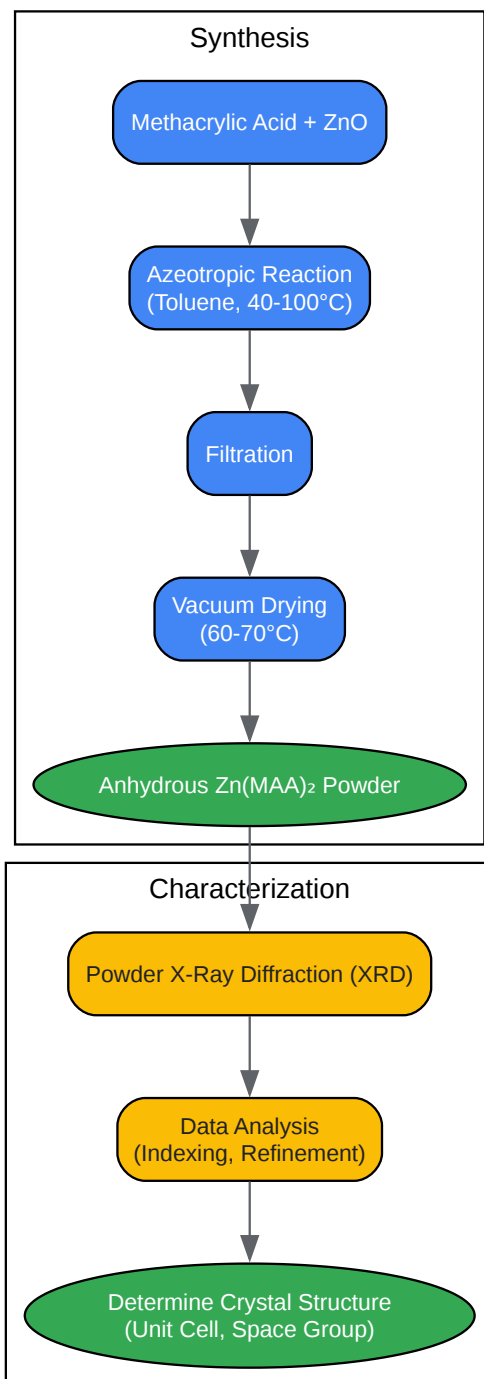 Synthesis
Methacrylic Acid + ZnO
Azeotropic Reaction
(Toluene, 40-100°C)
Filtration
Vacuum Drying
(60-70°C)
Anhydrous Zn(MAA)₂ Powder
Characterization
Powder X-Ray Diffraction (XRD)
Data Analysis
(Indexing, Refinement)
Determine Crystal Structure
(Unit Cell, Space Group)